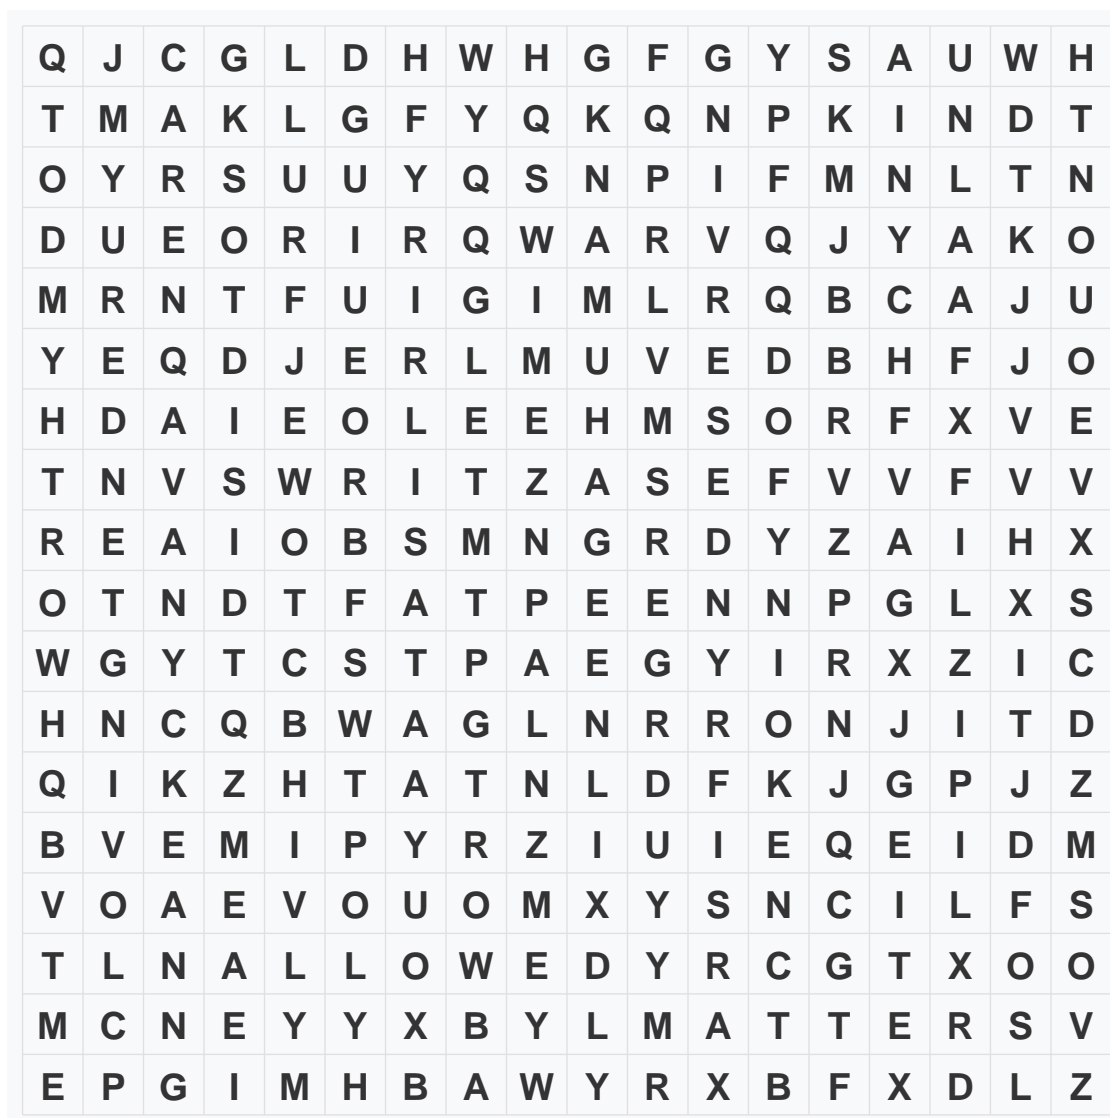 Q J C G L D H W H G F G Y S A U W H
T M A K L G F Y Q K Q N P K I N D T
O Y R S U U Y Q S N P I F M N L T N
D U E O R I R Q W A R V Q J Y A K O
M R N T F U I G I M L R Q B C A J U
Y E Q D J E R L M U V E D B H F J O
H D A I E O L E E H M S O R F X V E
T N V S W R I T Z A S E F V V F V V
R E A I O B S M N G R D Y Z A I H X
O T N D T F A T P E E N N P G L X S
W G Y T C S T P A E G Y I R X Z I C
H N C Q B W A G L N R R O N J I T D
Q I K Z H T A T N L D F K J G P J Z
B V E M I P Y R Z I U I E Q E I D M
V O A E V O U O M X Y S N C I L F S
T L N A L L O W E D Y R C G T X O O
M C N E Y Y X B Y L M A T T E R S V
E P G I M H B A W Y R X B F X D L Z